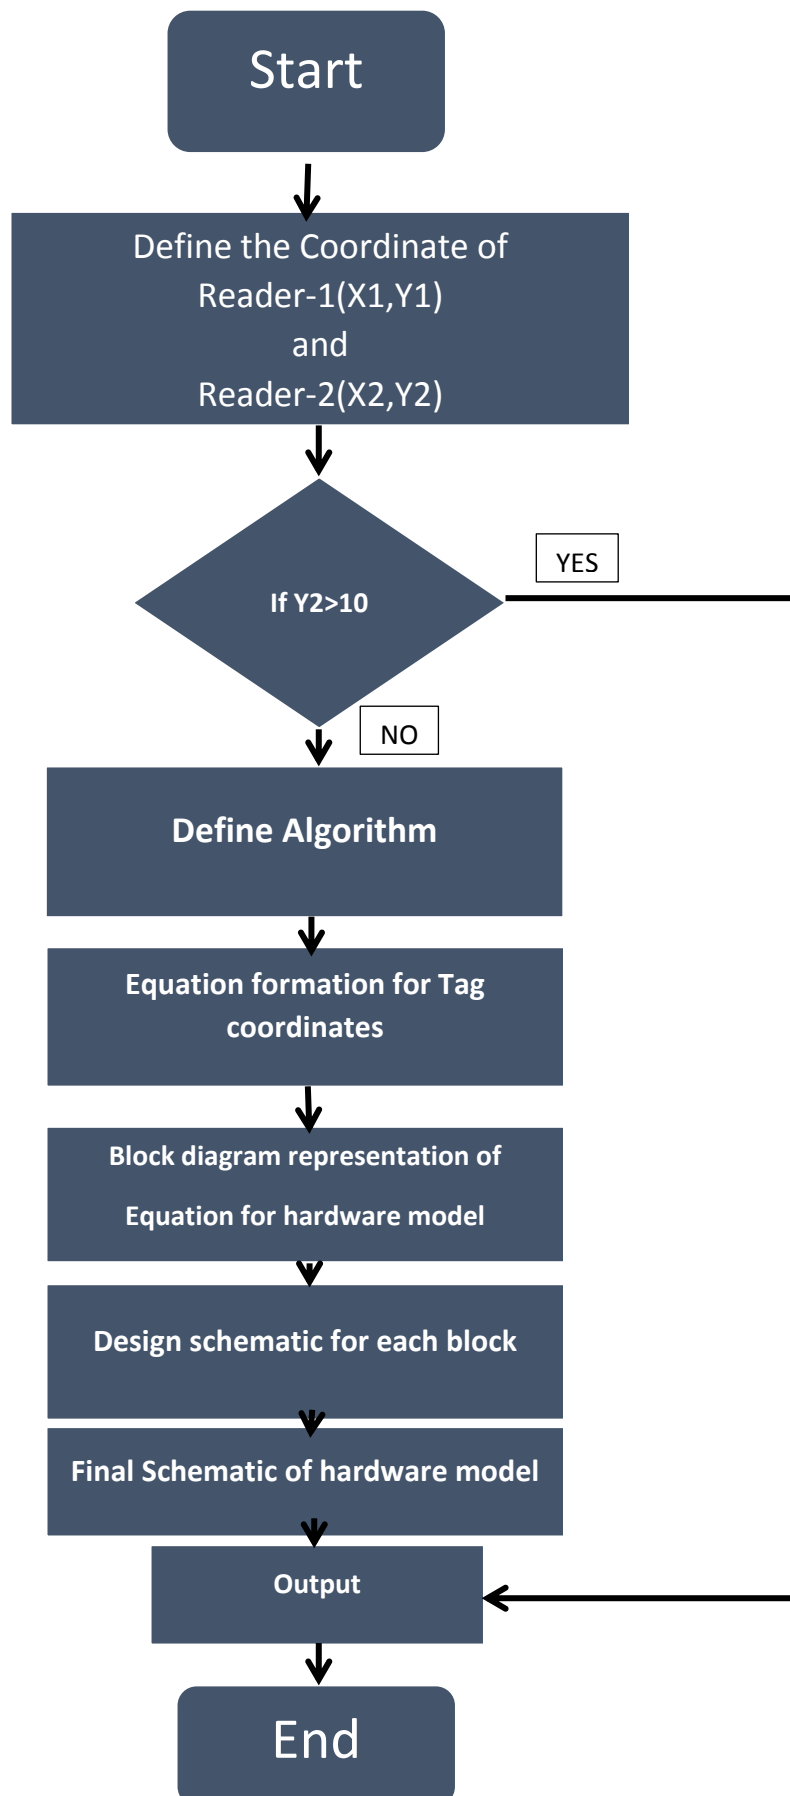 Start
Define the Coordinate of
Reader-1(X1,Y1)
and
Reader-2(X2,Y2)
YES
If Y2>10
NO
Define Algorithm
Equation formation for Tag
coordinates
Block diagram representation of
Equation for hardware model
Design schematic for each block
Final Schematic of hardware model
Output
End